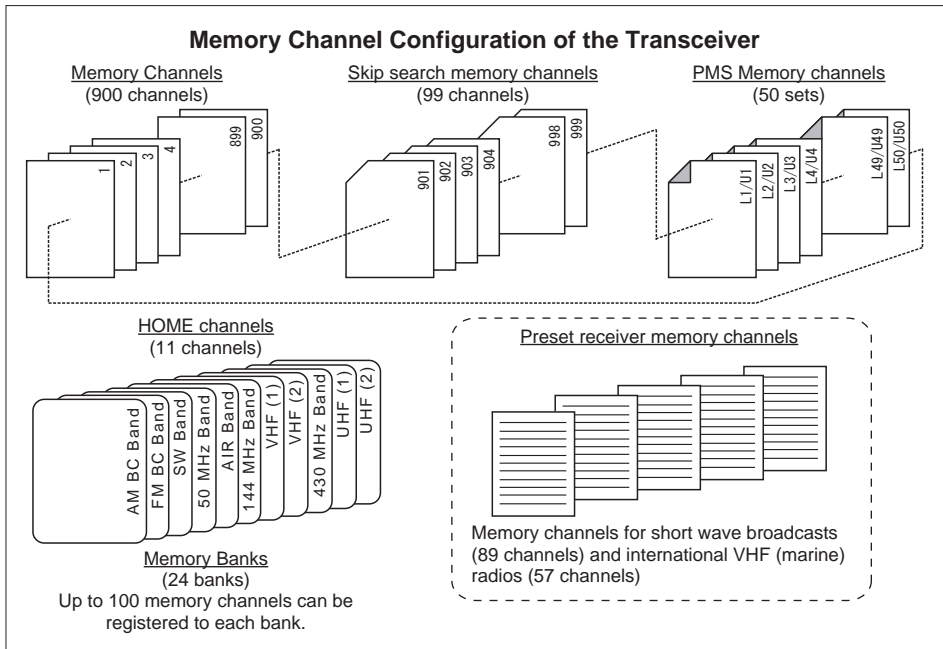 Memory Channel Configuration of the Transceiver
Memory Channels
(900 channels)
1
2
3
4
899
900
Skip search memory channels
(99 channels)
901
902
903
904
998
999
PMS Memory channels
(50 sets)
L1/U1
L2/U2
L3/U3
L4/U4
L49/U49
L50/U50
HOME channels
(11 channels)
AM BC Band
FM BC Band
SW Band
50 MHz Band
AIR Band
144 MHz Band
VHF (1)
VHF (2)
430 MHz Band
UHF (1)
UHF (2)
Memory Banks
(24 banks)
Up to 100 memory channels can be
registered to each bank.
Preset receiver memory channels
Memory channels for short wave broadcasts
(89 channels) and international VHF (marine)
radios (57 channels)